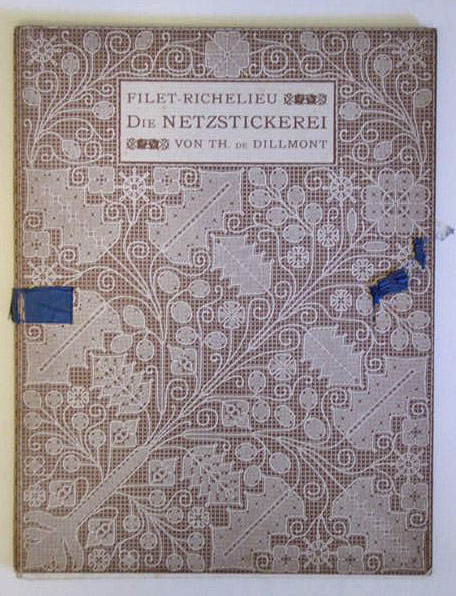 FILET-RICHELIEU
DIE NETZSTICKEREI
VON TH. DE DILLMONT